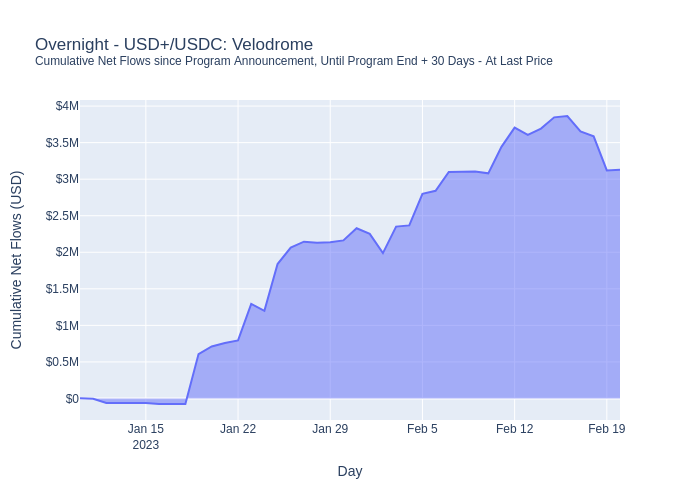 Overnight - USD+/USDC: Velodrome
Cumulative Net Flows since Program Announcement, Until Program End + 30 Days - At Last Price
Cumulative Net Flows (USD)
$4M
$3.5M
$3M
$2.5M
$2M
$1.5M
$1M
$0.5M
$0
Jan 15 Jan 22 Jan 29 Feb 5 Feb 12 Feb 19
2023
Day